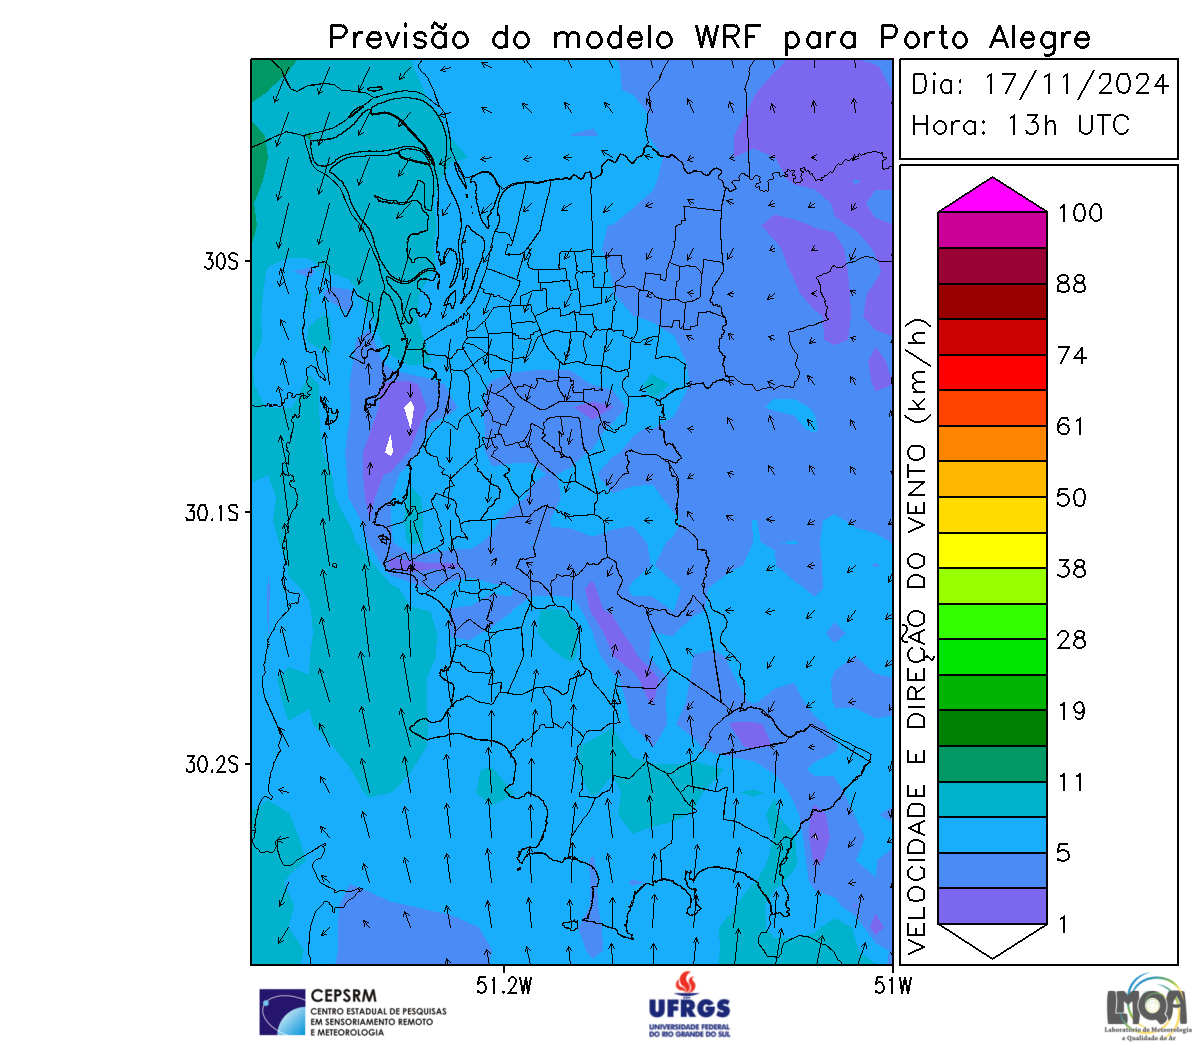 Previsão do modelo WRF para Porto Alegre
Dia: 17/11/2024
Hora: 13h UTC
30S
30.1S
30.2S
51.2W
51W
VELOCIDADE E DIREÇÃO DO VENTO (km/h)
100
88
74
61
50
38
28
19
11
5
1
CEPSRM
CENTRO ESTADUAL DE PESQUISAS
EM SENSORIAMENTO REMOTO
E METEOROLOGIA
UFRGS
UNIVERSIDADE FEDERAL
DO RIO GRANDE DO SUL
LMQA
Laboratório de Meteorologia
e Qualidade do Ar